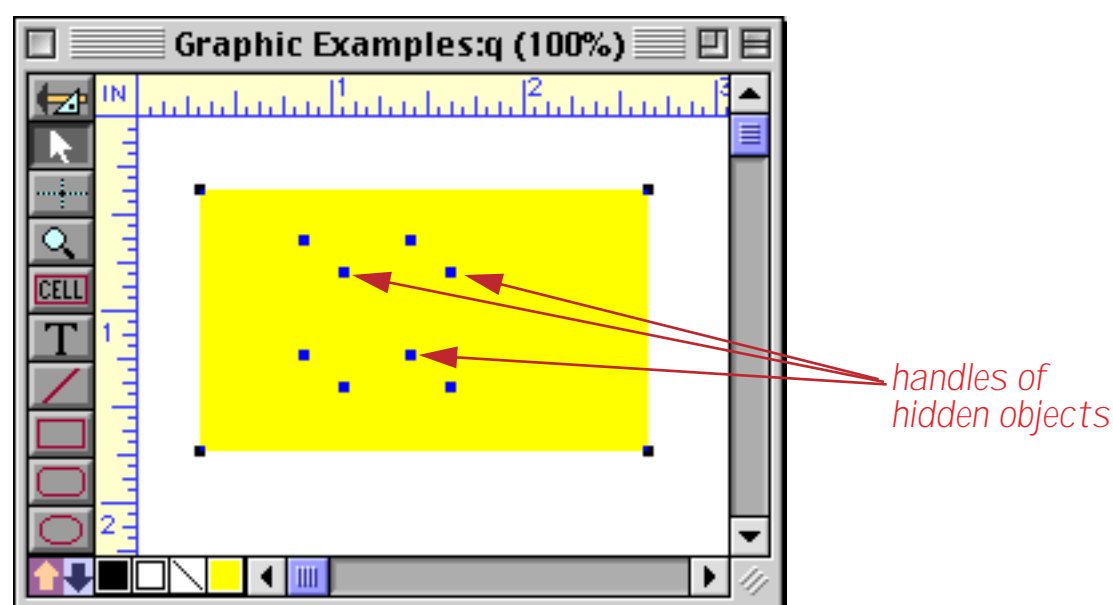 Graphic Examples:q (100%)
IN
1
2
3
CELL
T
1
2
handles of
hidden objects